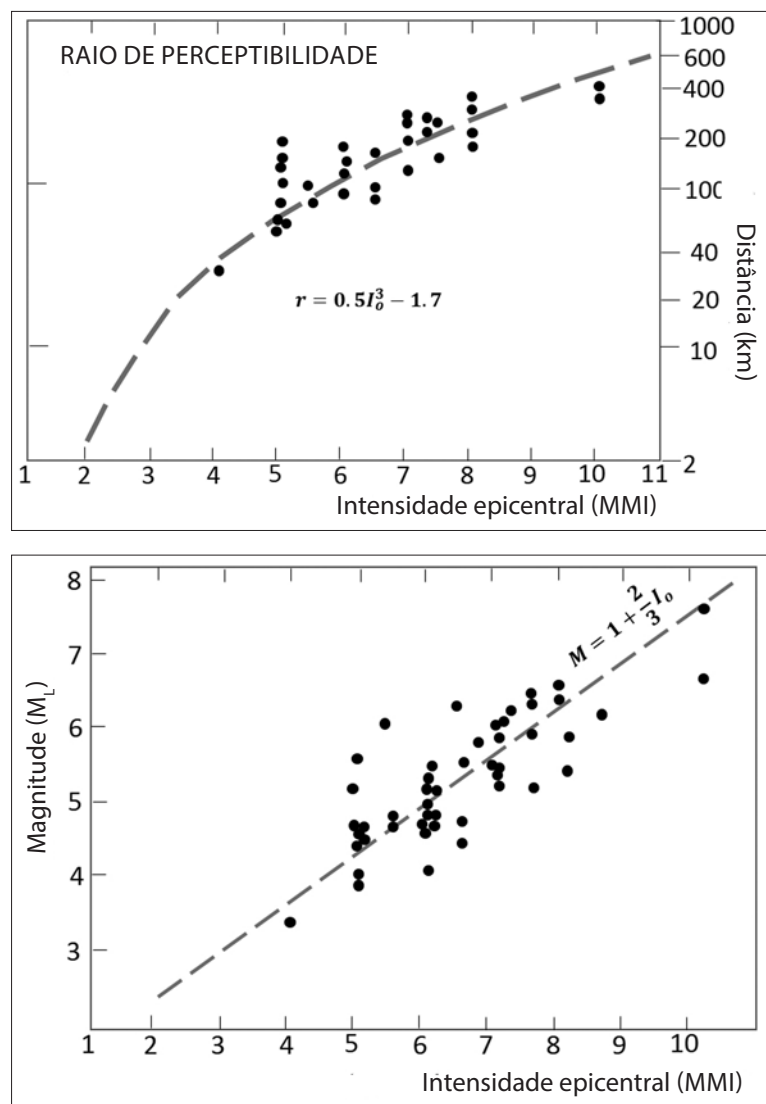 RAIO DE PERCEPTIBILIDADE
1000
600
400
200
100
40
20
10
2
Distância (km)
r = 0.5I_o^3 − 1.7
1 2 3 4 5 6 7 8 9 10 11
Intensidade epicentral (MMI)
8
7
6
5
4
3
Magnitude (M_L)
M = 1 + 2/3 I_o
1 2 3 4 5 6 7 8 9 10
Intensidade epicentral (MMI)